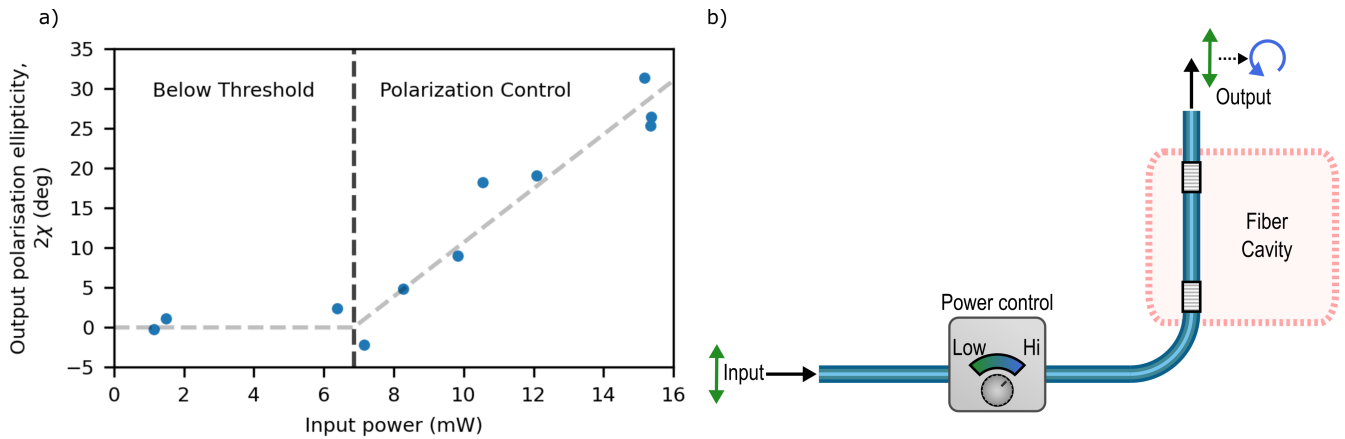 a)
Output polarisation ellipticity,
2χ (deg)
35
30
25
20
15
10
5
0
−5
Below Threshold
Polarization Control
0
2
4
6
8
10
12
14
16
Input power (mW)
b)
Output
Fiber
Cavity
Power control
Low
Hi
Input